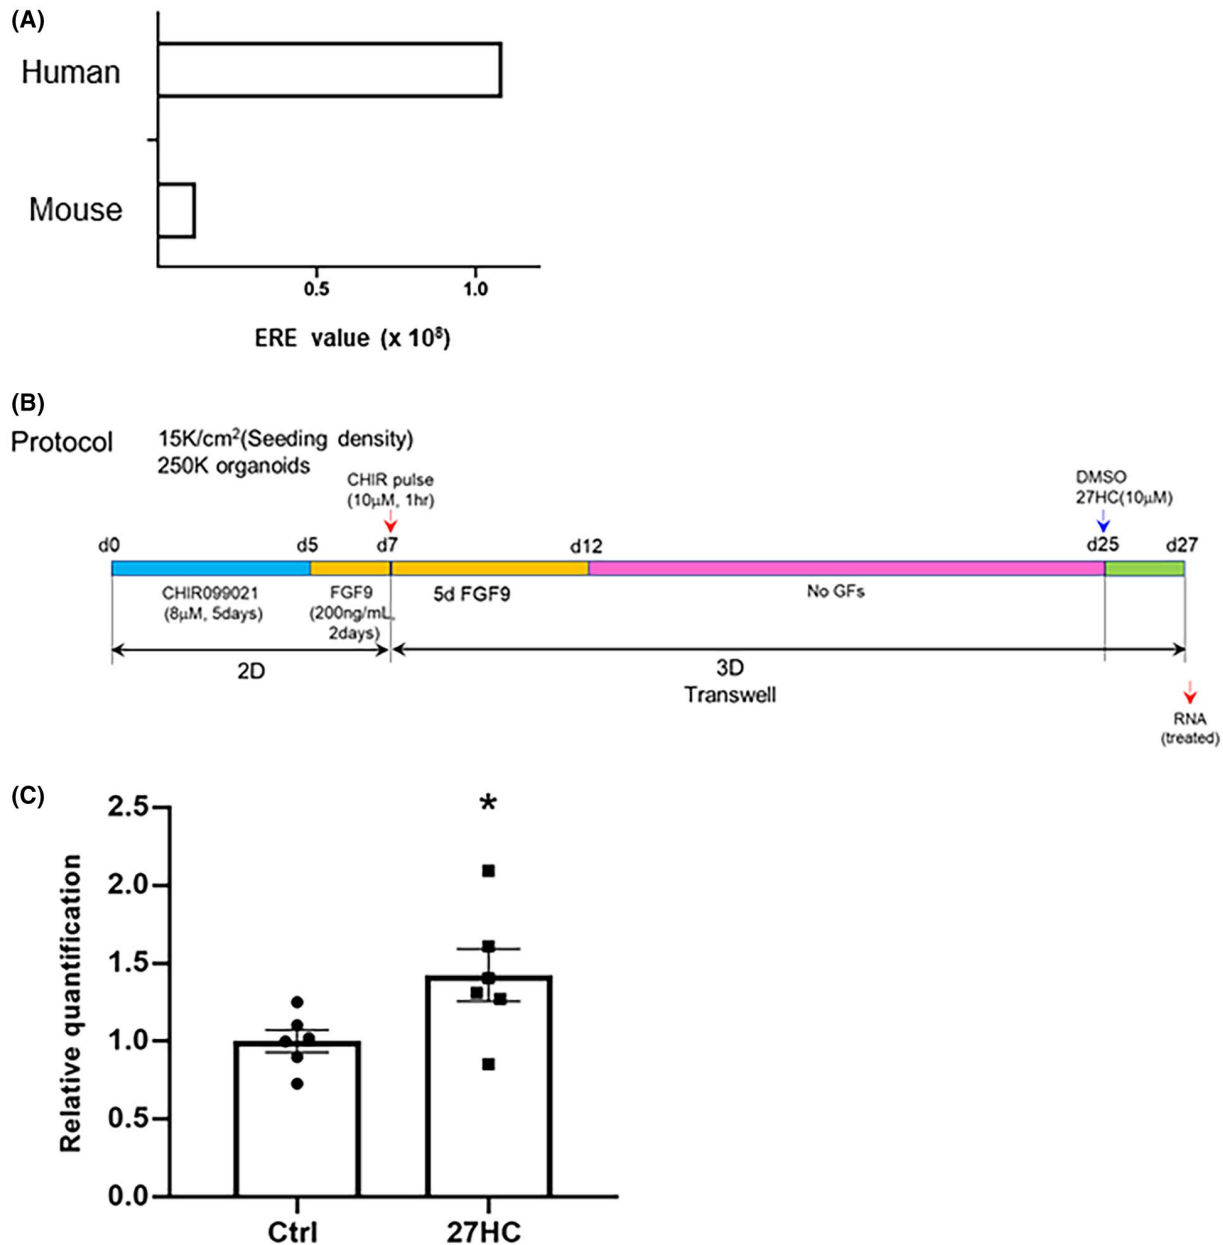 (A)
Human
Mouse
0.5 1.0
ERE value (x 10⁸)
(B)
Protocol
15K/cm²(Seeding density)
250K organoids
CHIR pulse
(10μM, 1hr)
DMSO
27HC(10μM)
d0 d5 d7 d12 d25 d27
CHIR099021
(8μM, 5days)
FGF9
(200ng/mL,
2days)
5d FGF9
No GFs
2D
3D
Transwell
RNA
(treated)
(C)
Relative quantification
2.5
*
2.0
1.5
1.0
0.5
0.0
Ctrl 27HC